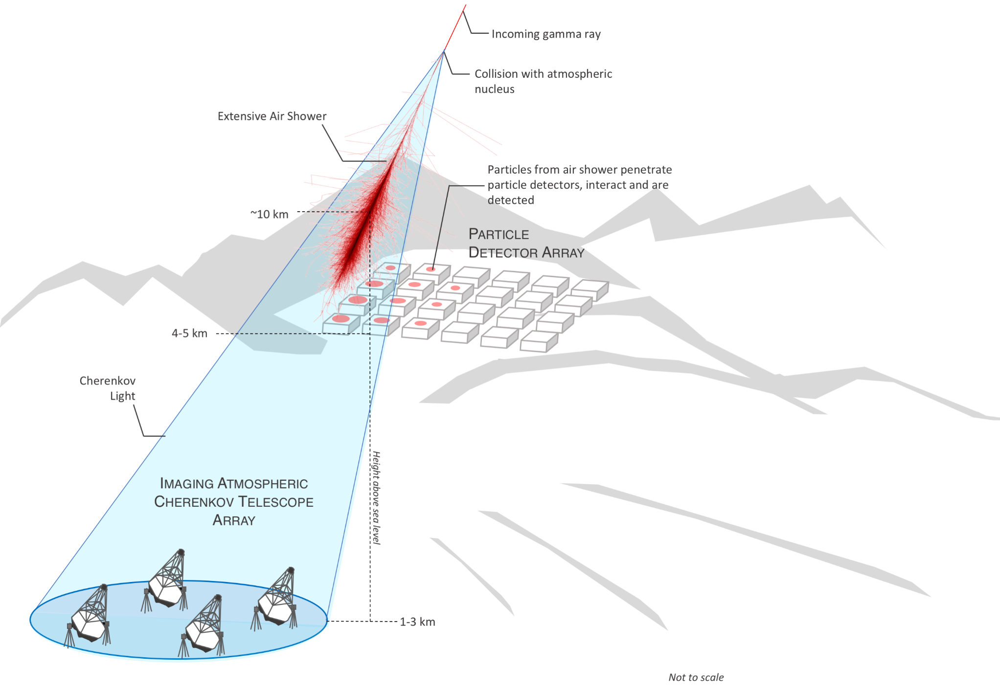 Incoming gamma ray
Collision with atmospheric
nucleus
Extensive Air Shower
Particles from air shower penetrate
particle detectors, interact and are
detected
~10 km
PARTICLE
DETECTOR ARRAY
4-5 km
Cherenkov
Light
Height above sea level
IMAGING ATMOSPHERIC
CHERENKOV TELESCOPE
ARRAY
1-3 km
Not to scale